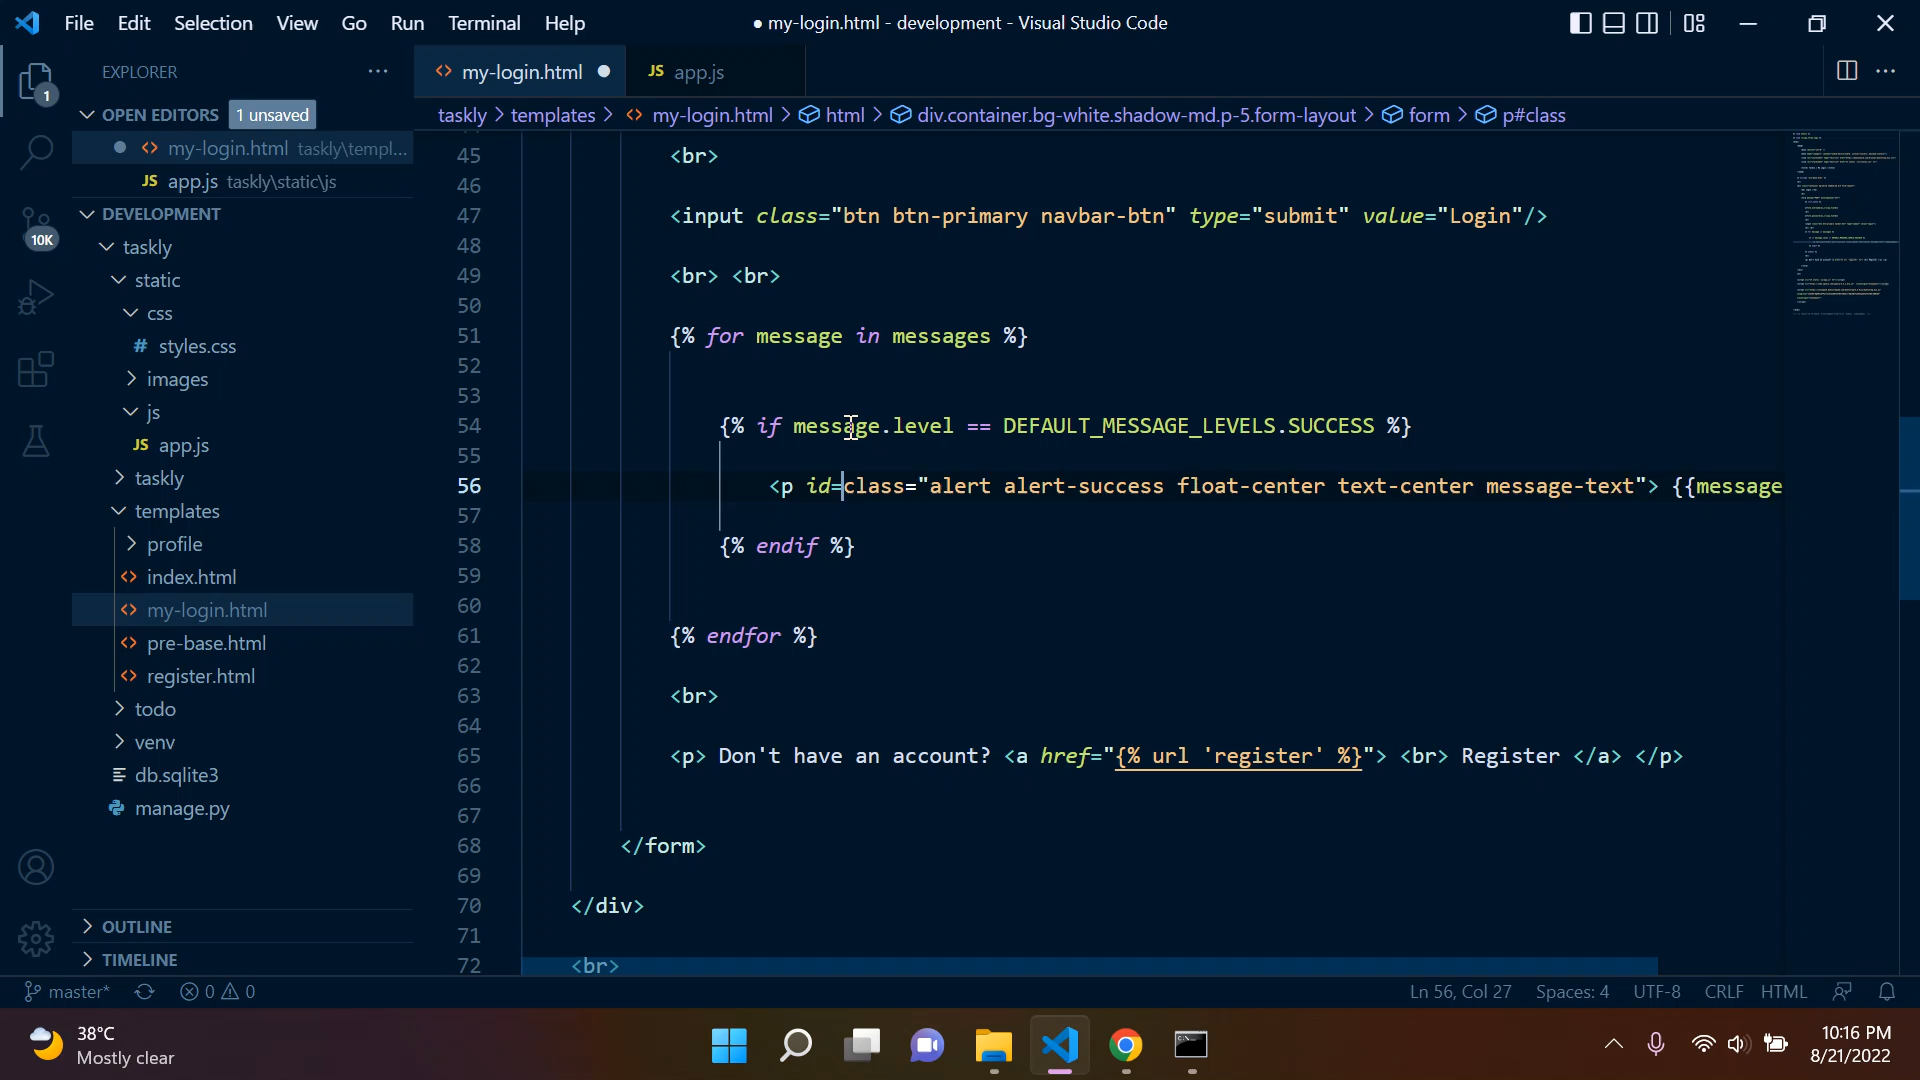 File Edit Selection View Go Run Terminal Help
● my-login.html - development - Visual Studio Code
EXPLORER
my-login.html
JS app.js
OPEN EDITORS 1 unsaved
taskly > templates > my-login.html > html > div.container.bg-white.shadow-md.p-5.form-layout > form > p#class
my-login.html taskly\templ...
JS app.js taskly\static\js
DEVELOPMENT
taskly
static
css
# styles.css
images
js
JS app.js
taskly
templates
profile
index.html
my-login.html
pre-base.html
register.html
todo
venv
db.sqlite3
manage.py
OUTLINE
TIMELINE
1
10K
45 <br>
46
47 <input class="btn btn-primary navbar-btn" type="submit" value="Login"/>
48
49 <br> <br>
50
51 {% for message in messages %}
52
53
54 {% if message.level == DEFAULT_MESSAGE_LEVELS.SUCCESS %}
55
56 <p id=class="alert alert-success float-center text-center message-text"> {{message
57
58 {% endif %}
59
60
61 {% endfor %}
62
63 <br>
64
65 <p> Don't have an account? <a href="{% url 'register' %}"> <br> Register </a> </p>
66
67
68 </form>
69
70 </div>
71
72 <br>
master* 0 0 Ln 56, Col 27 Spaces: 4 UTF-8 CRLF HTML
38°C
Mostly clear
10:16 PM
8/21/2022